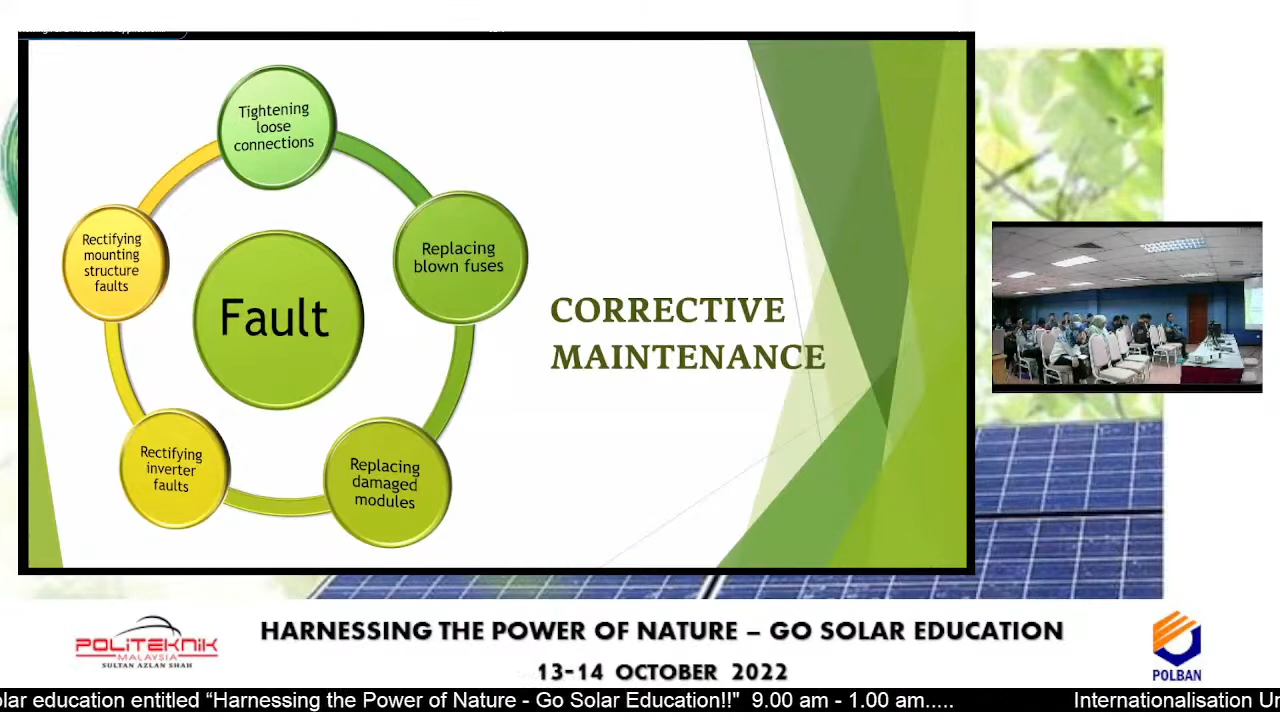 Tightening
loose
connections
Rectifying
mounting
structure
faults
Replacing
blown fuses
Fault
CORRECTIVE
MAINTENANCE
Rectifying
inverter
faults
Replacing
damaged
modules
POLITEKNIK
MALAYSIA
SULTAN AZLAN SHAH
HARNESSING THE POWER OF NATURE – GO SOLAR EDUCATION
13-14 OCTOBER 2022
POLBAN
olar education entitled “Harnessing the Power of Nature - Go Solar Education!!" 9.00 am - 1.00 am..... Internationalisation Un